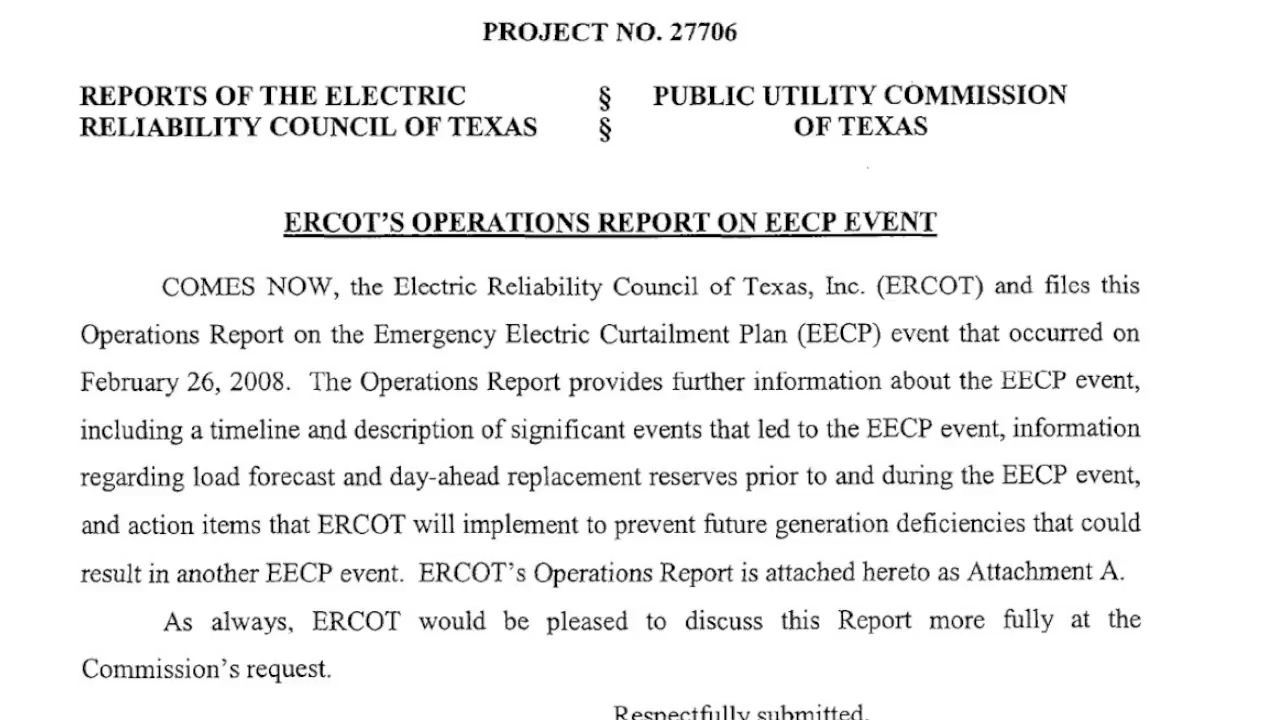 PROJECT NO. 27706
REPORTS OF THE ELECTRIC § PUBLIC UTILITY COMMISSION
RELIABILITY COUNCIL OF TEXAS § OF TEXAS
ERCOT'S OPERATIONS REPORT ON EECP EVENT
COMES NOW, the Electric Reliability Council of Texas, Inc. (ERCOT) and files this
Operations Report on the Emergency Electric Curtailment Plan (EECP) event that occurred on
February 26, 2008. The Operations Report provides further information about the EECP event,
including a timeline and description of significant events that led to the EECP event, information
regarding load forecast and day-ahead replacement reserves prior to and during the EECP event,
and action items that ERCOT will implement to prevent future generation deficiencies that could
result in another EECP event. ERCOT's Operations Report is attached hereto as Attachment A.
As always, ERCOT would be pleased to discuss this Report more fully at the
Commission's request.
Respectfully submitted,